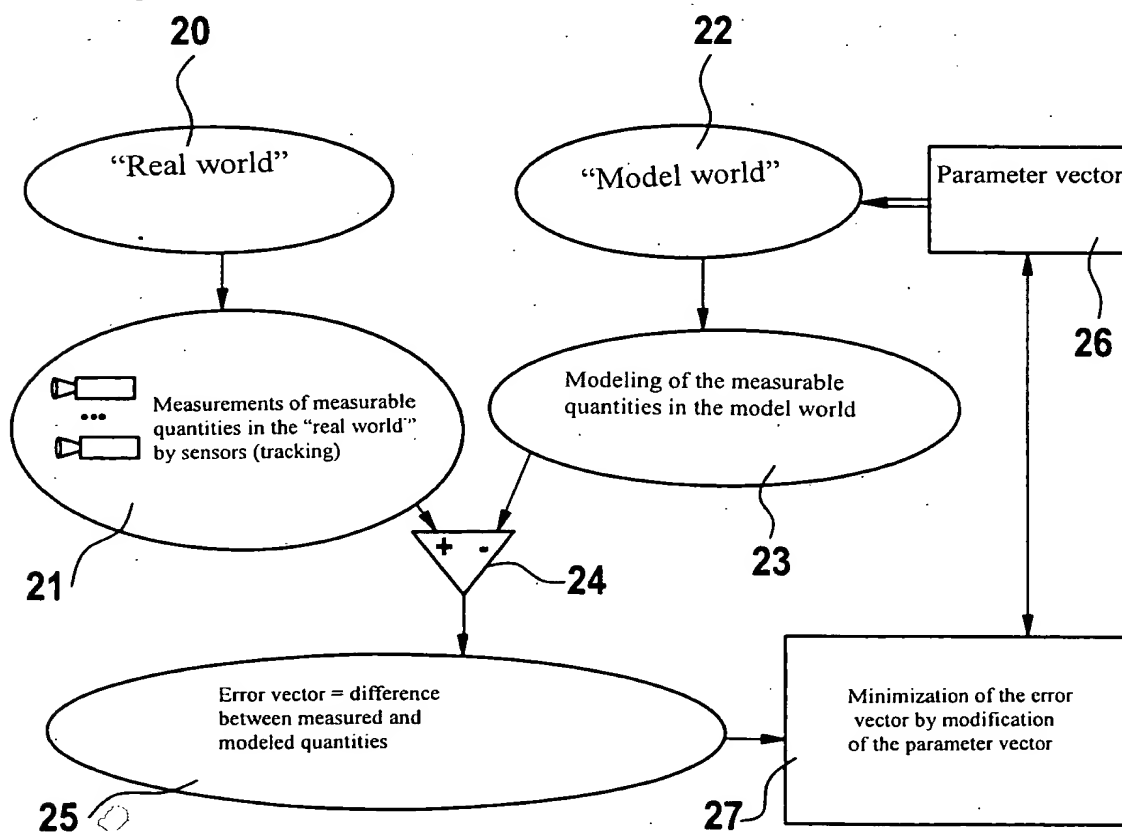 20
22
“Real world”
“Model world”
Parameter vector
26
Measurements of measurable
quantities in the “real world”
by sensors (tracking)
Modeling of the measurable
quantities in the model world
21
+ -
24
23
Error vector = difference
between measured and
modeled quantities
25
Minimization of the error
vector by modification
of the parameter vector
27